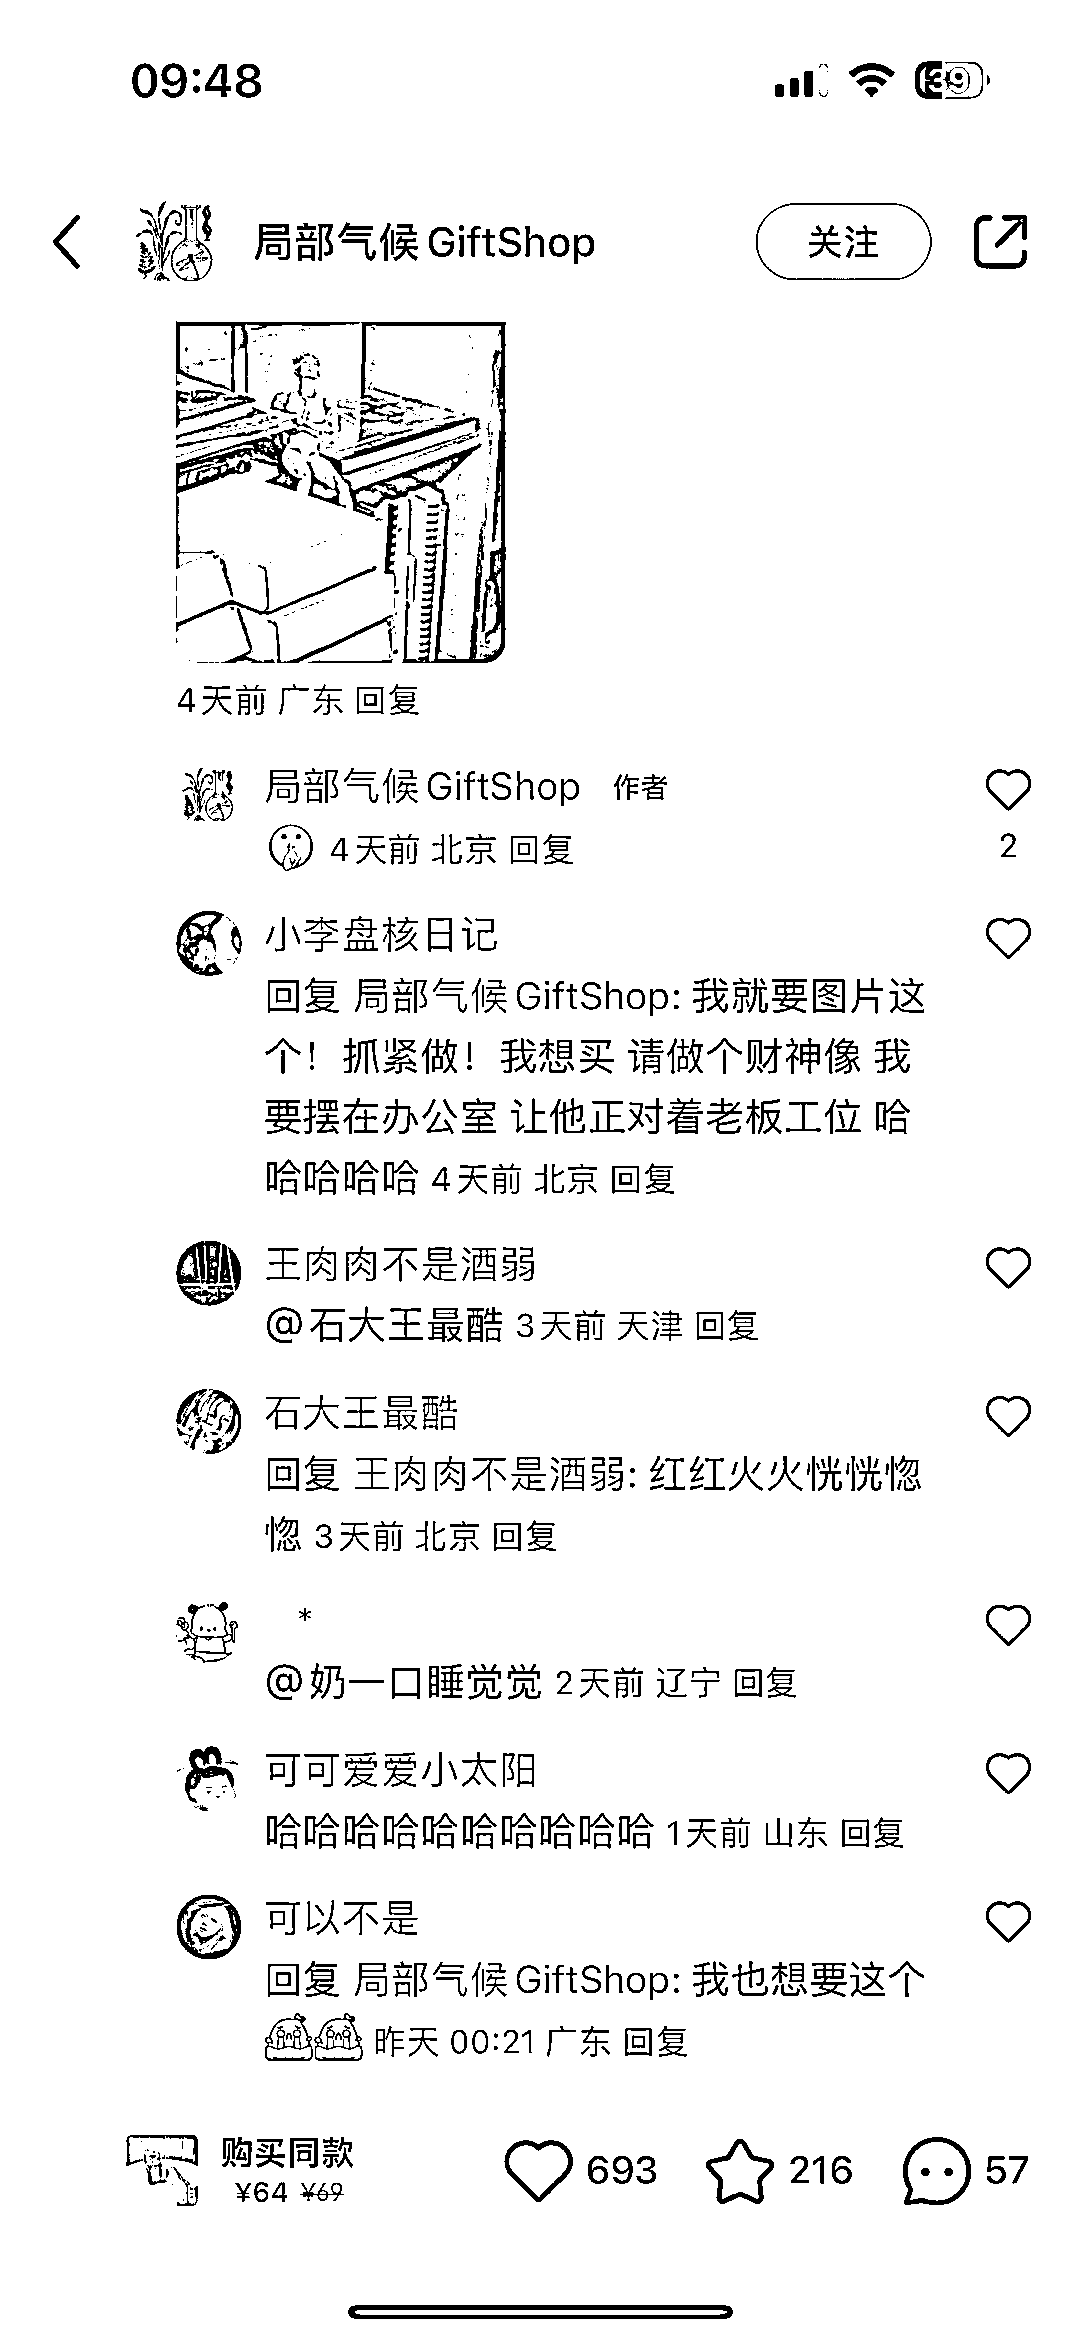 09:48
39
局部气候 GiftShop
关注
4天前 广东 回复
局部气候 GiftShop 作者
4天前 北京 回复
2
小李盘核日记
回复 局部气候 GiftShop: 我就要图片这
个！抓紧做！我想买 请做个财神像 我
要摆在办公室 让他正对着老板工位 哈
哈哈哈哈 4天前 北京 回复
王肉肉不是酒弱
@石大王最酷 3天前 天津 回复
石大王最酷
回复 王肉肉不是酒弱: 红红火火恍恍惚
惚 3天前 北京 回复
*
@奶一口睡觉觉 2天前 辽宁 回复
可可爱爱小太阳
哈哈哈哈哈哈哈哈哈哈 1天前 山东 回复
可以不是
回复 局部气候 GiftShop: 我也想要这个
昨天 00:21 广东 回复
购买同款
¥64 ¥69
693
216
57